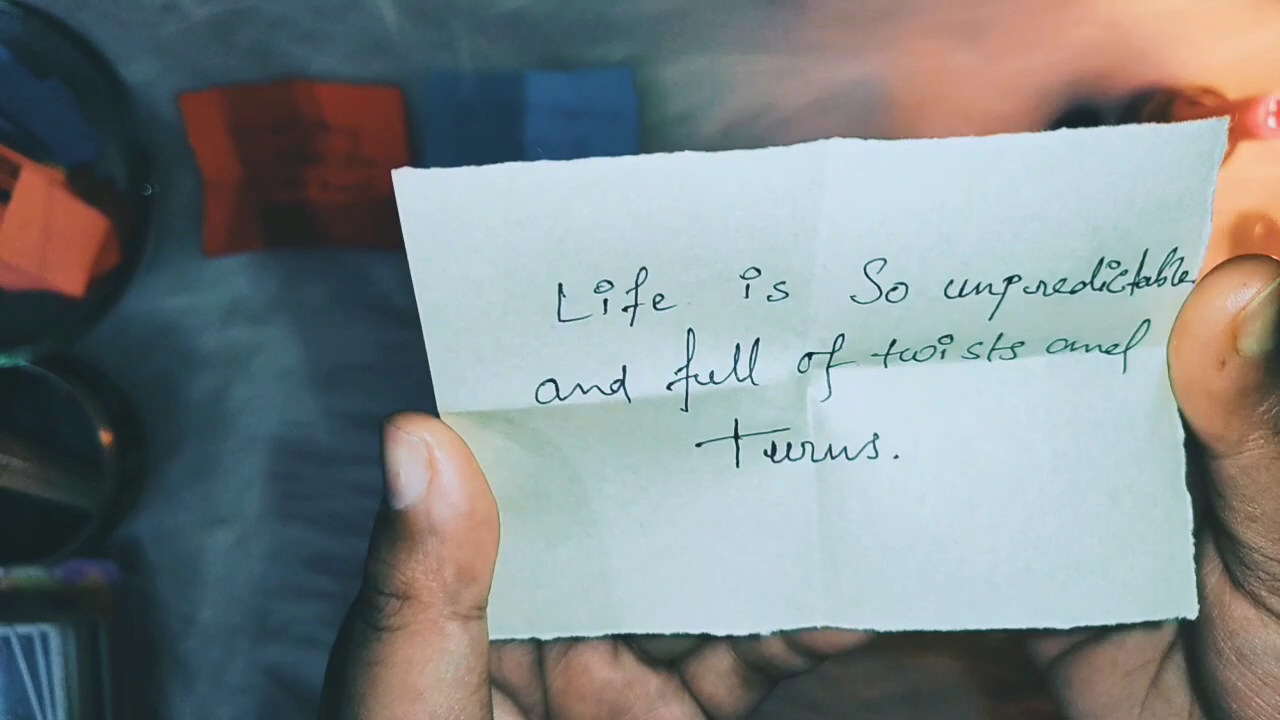 Life is So unpredictable
and full of twists and
turns.